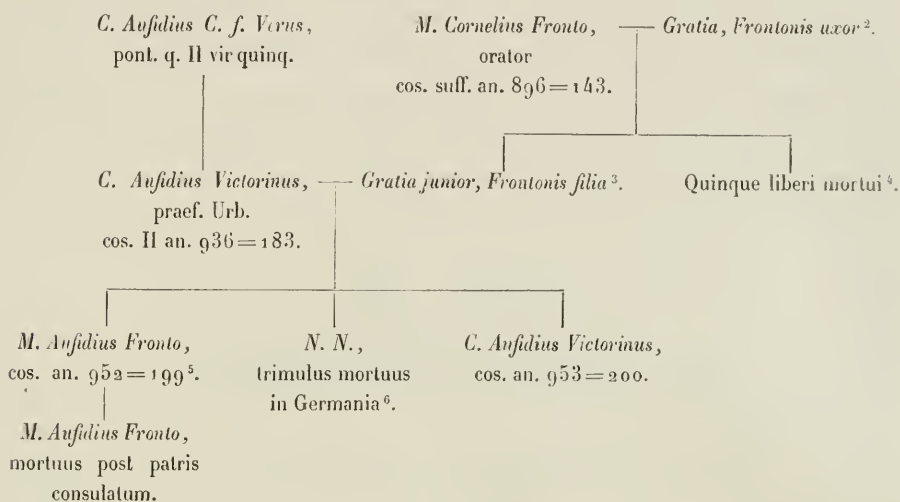 C. Aufidius C. f. Verus,
pont. q. II vir quinq.
M. Cornelius Fronto,
orator
cos. suff. an. 896=143.
Gratia, Frontonis uxor ².
C. Aufidius Victorinus,
praef. Urb.
cos. II an. 936=183.
Gratia junior, Frontonis filia ³.
Quinque liberi mortui ⁴.
M. Aufidius Fronto,
cos. an. 952=199 ⁵.
N. N.,
trimulus mortuus
in Germania ⁶.
C. Aufidius Victorinus,
cos. an. 953=200.
M. Aufidius Fronto,
mortuus post patris
consulatum.